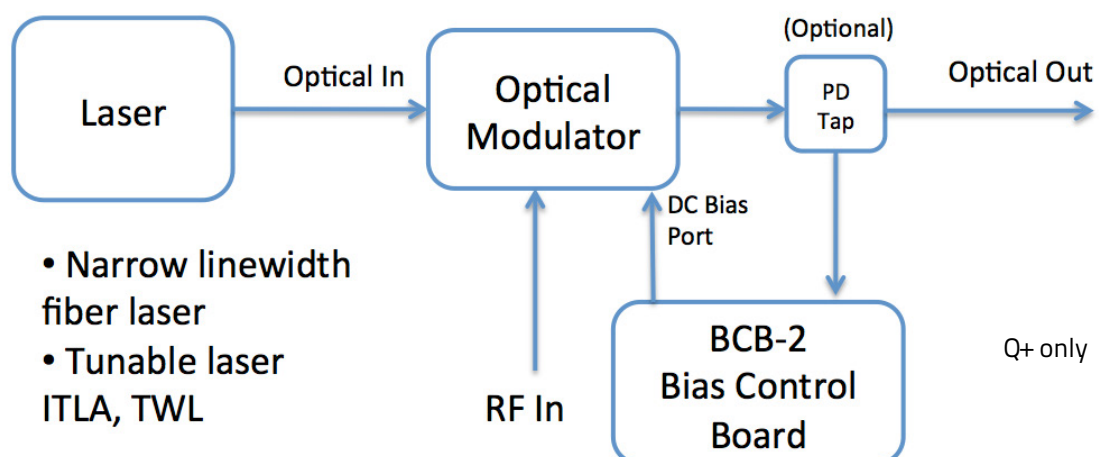 (Optional)
Laser
Optical In
Optical
Modulator
PD
Tap
Optical Out
DC Bias
Port
• Narrow linewidth
fiber laser
• Tunable laser
ITLA, TWL
RF In
BCB-2
Bias Control
Board
Q+ only